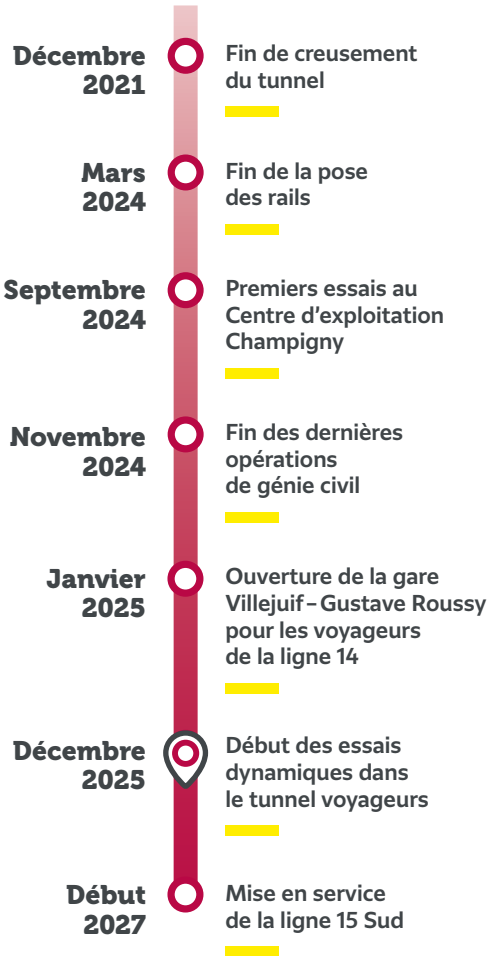 Décembre
2021
Fin de creusement
du tunnel
Mars
2024
Fin de la pose
des rails
Septembre
2024
Premiers essais au
Centre d’exploitation
Champigny
Novembre
2024
Fin des dernières
opérations
de génie civil
Janvier
2025
Ouverture de la gare
Villejuif – Gustave Roussy
pour les voyageurs
de la ligne 14
Décembre
2025
Début des essais
dynamiques dans
le tunnel voyageurs
Début
2027
Mise en service
de la ligne 15 Sud